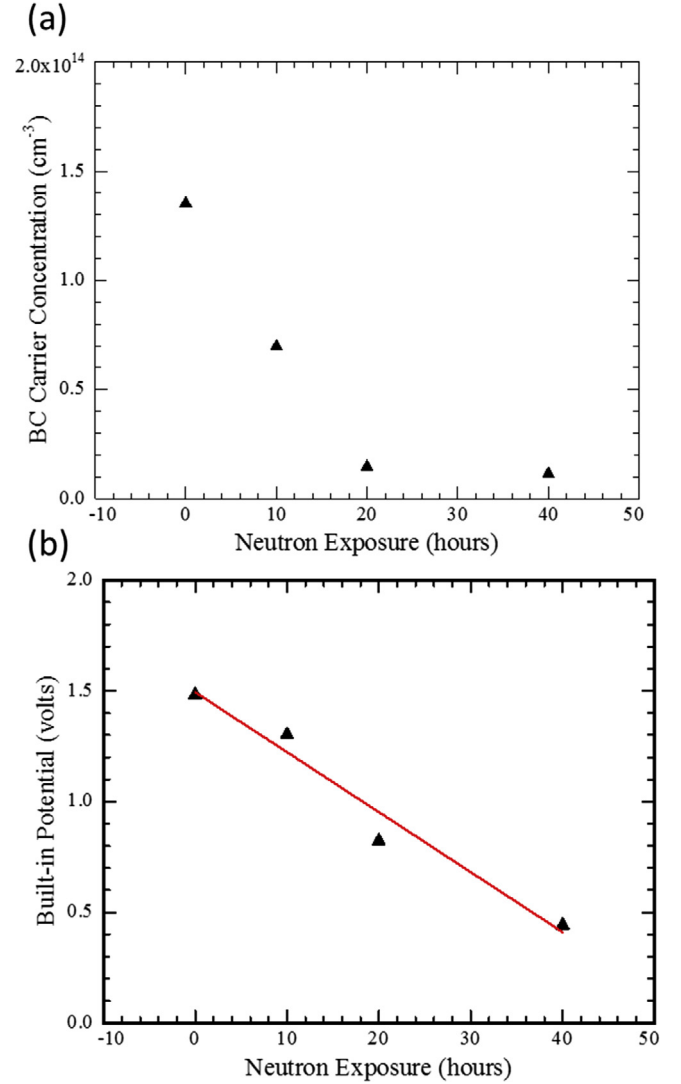 (a)
2.0x10¹⁴
1.5
1.0
0.5
0.0
BC Carrier Concentration (cm⁻³)
-10 0 10 20 30 40 50
Neutron Exposure (hours)
(b)
2.0
1.5
1.0
0.5
0.0
Built-in Potential (volts)
-10 0 10 20 30 40 50
Neutron Exposure (hours)